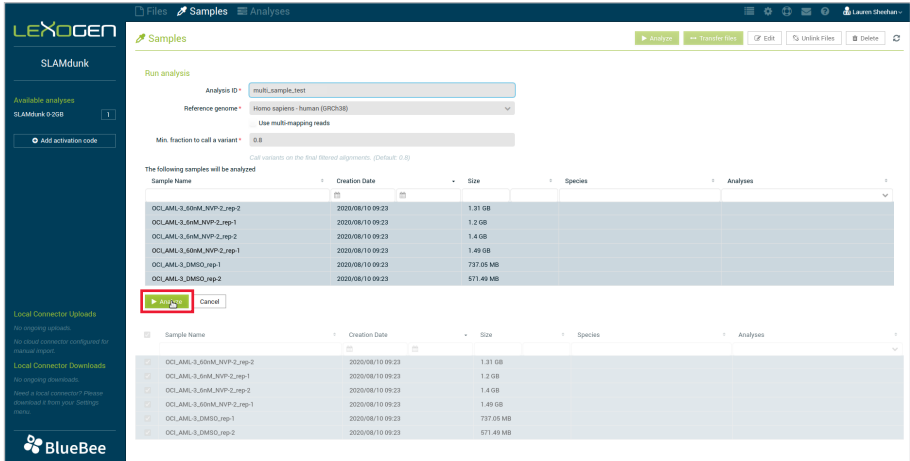 Files Samples Analyses
Lauren Sheehan
LEXOGEN
SLAMdunk
Available analyses
SLAMdunk 0-2GB 1
Add activation code
Samples
Analyze Transfer files Edit Unlink Files Delete
Run analysis
Analysis ID * multi_sample_test
Reference genome * Homo sapiens - human (GRCh38)
Use multi-mapping reads
Min. fraction to call a variant * 0.8
Call variants on the final filtered alignments. (Default: 0.8)
The following samples will be analyzed
Sample Name Creation Date Size Species Analyses
OCI_AML-3_60nM_NVP-2_rep-2 2020/08/10 09:23 1.31 GB
OCI_AML-3_6nM_NVP-2_rep-1 2020/08/10 09:23 1.2 GB
OCI_AML-3_6nM_NVP-2_rep-2 2020/08/10 09:23 1.4 GB
OCI_AML-3_60nM_NVP-2_rep-1 2020/08/10 09:23 1.49 GB
OCI_AML-3_DMSO_rep-1 2020/08/10 09:23 737.05 MB
OCI_AML-3_DMSO_rep-2 2020/08/10 09:23 571.49 MB
Analyze Cancel
Sample Name Creation Date Size Species Analyses
OCI_AML-3_60nM_NVP-2_rep-2 2020/08/10 09:23 1.31 GB
OCI_AML-3_6nM_NVP-2_rep-1 2020/08/10 09:23 1.2 GB
OCI_AML-3_6nM_NVP-2_rep-2 2020/08/10 09:23 1.4 GB
OCI_AML-3_60nM_NVP-2_rep-1 2020/08/10 09:23 1.49 GB
OCI_AML-3_DMSO_rep-1 2020/08/10 09:23 737.05 MB
OCI_AML-3_DMSO_rep-2 2020/08/10 09:23 571.49 MB
Local Connector Uploads
No ongoing uploads.
No cloud connector configured for
manual import.
Local Connector Downloads
No ongoing downloads.
Need a local connector? Please
download it from your Settings
menu.
BlueBee